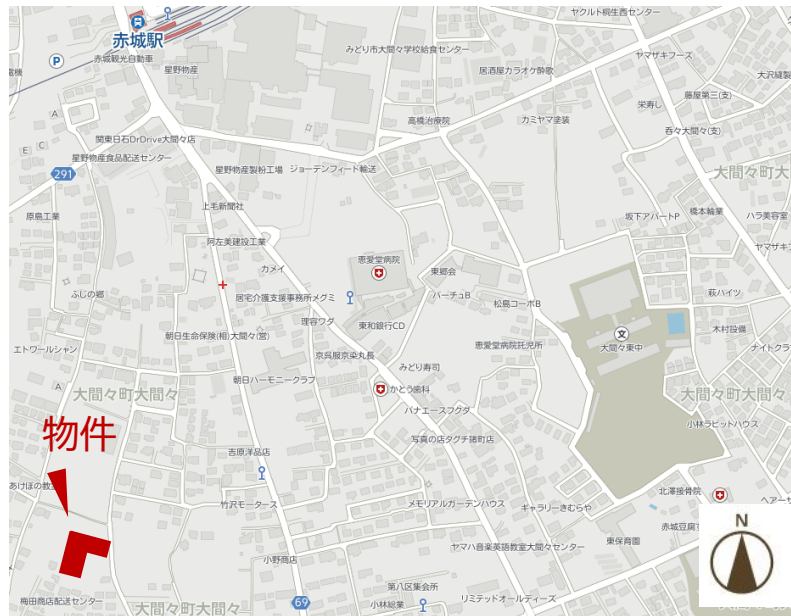 ヤクルト桐生西センター
赤城駅
赤城観光自動車
みどり市大間々学校給食センター
ヤマザキフーズ
P
星野物産
居酒屋カラオケ酔歌
大沢縫製
藤屋第三(支)
栄寿し
A
高橋治療院
カミヤマ塗装
呑々大間々(支)
関東日石DrDrive大間々店
E C
星野物産食品配送センター
星野物産製粉工場
ジョーデンフィード輸送
291
大間々町大
上毛新聞社
橋本輪業
原島工業
坂下アパートP
ハラ美容室
阿左美建設工業
ヤマザキシ
恵愛堂病院
カメイ
東郷会
ふじの郷
居宅介護支援事務所メグミ
バーチュB
松島コーポB
萩ハイツ
理容ワダ
東和銀行CD
木村設備
朝日生命保険(相)大間々(営)
文
エトワールシャン
京呉服京染丸長
恵愛堂病院託児所
大間々東中
ナイトクラブ
みどり寿司
朝日ハーモニークラブ
A
かとう歯科
大間々町大間々
大間々町大間々
バナエースフクダ
小林ラビットハウス
物件
写真の店タグチ諸町店
吉原洋品店
あけぼの教
北澤接骨院
竹沢モータース
メモリアルガーデンハウス
ギャラリーきむらや
ヘアーサ
N
赤城豆腐
ヤマハ音楽英語教室大間々センター
東保育園
小野商店
第八区集会所
梅田商店配送センター
69
小林総業
リミテッドオールディーズ
大間々町大間々